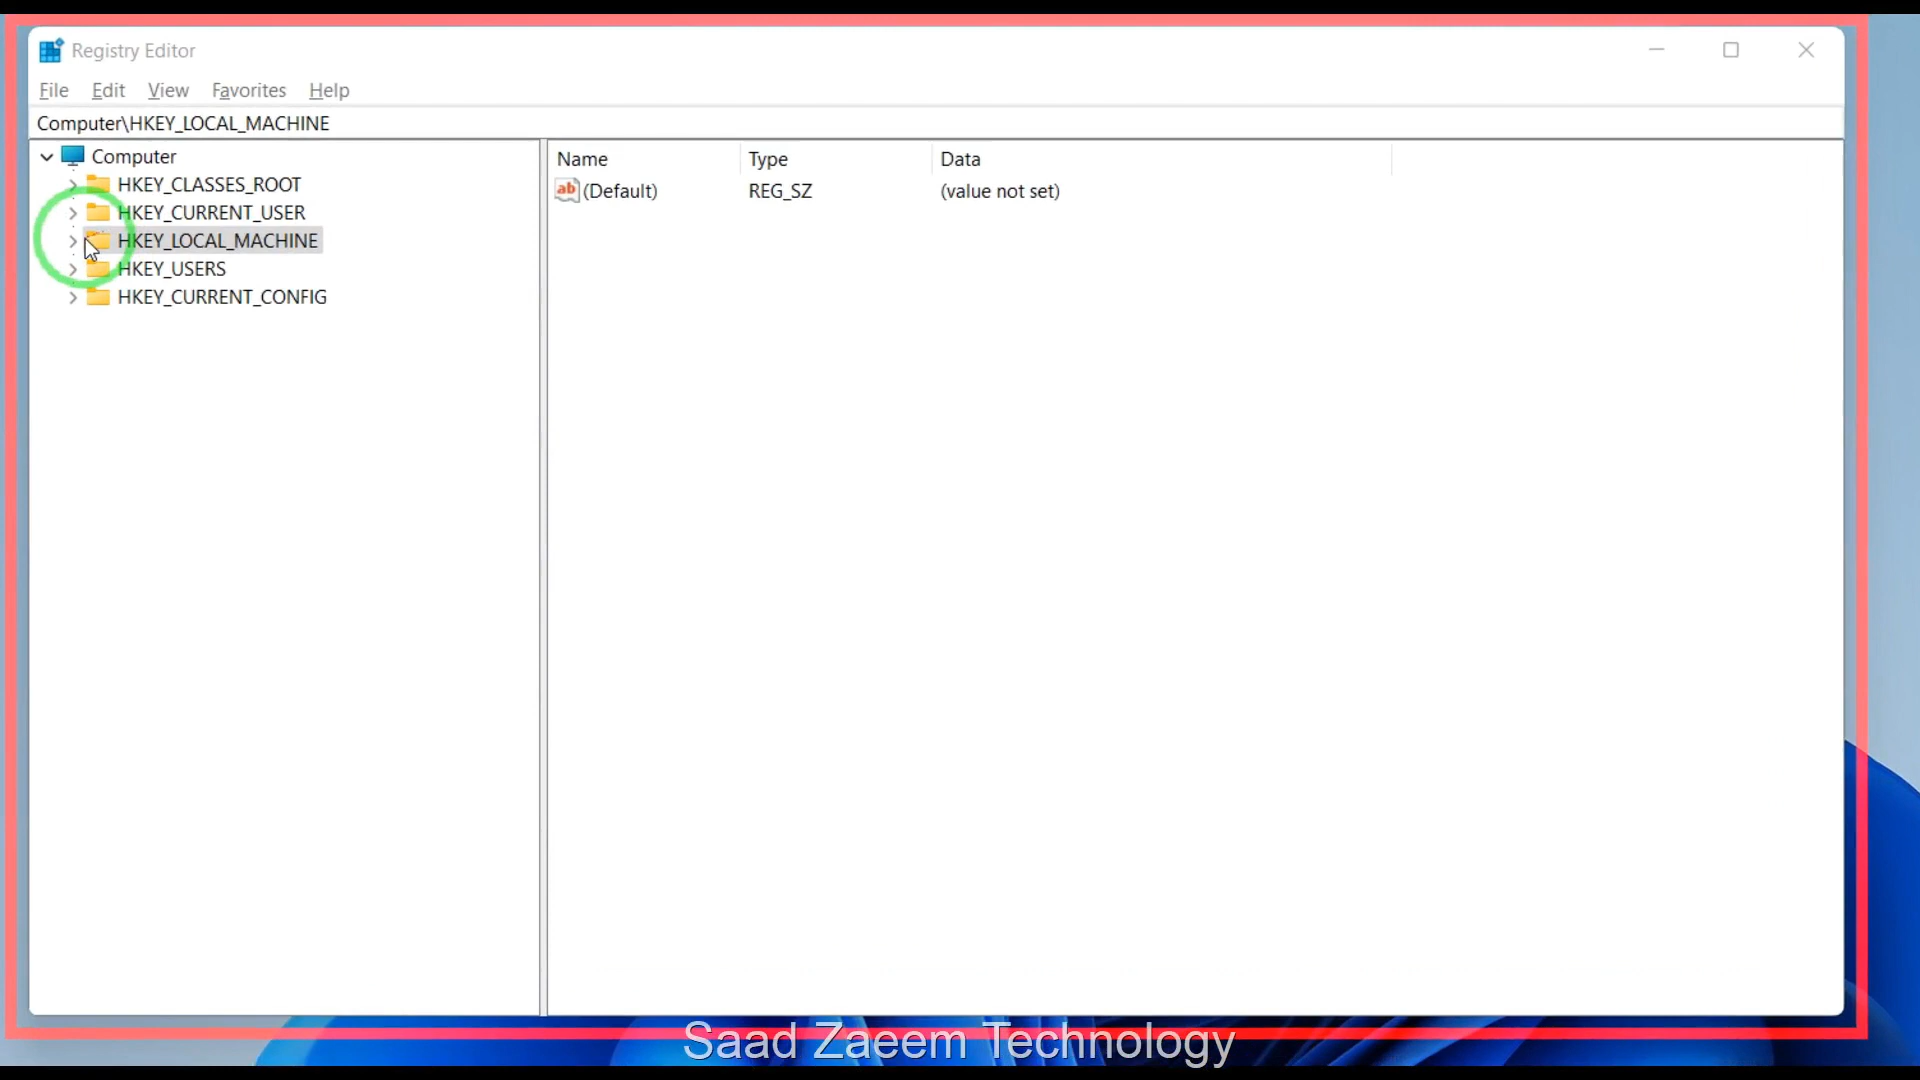 Registry Editor
File Edit View Favorites Help
Computer\HKEY_LOCAL_MACHINE
Computer
HKEY_CLASSES_ROOT
HKEY_CURRENT_USER
HKEY_LOCAL_MACHINE
HKEY_USERS
HKEY_CURRENT_CONFIG
Name Type Data
ab (Default) REG_SZ (value not set)
Saad Zaeem Technology